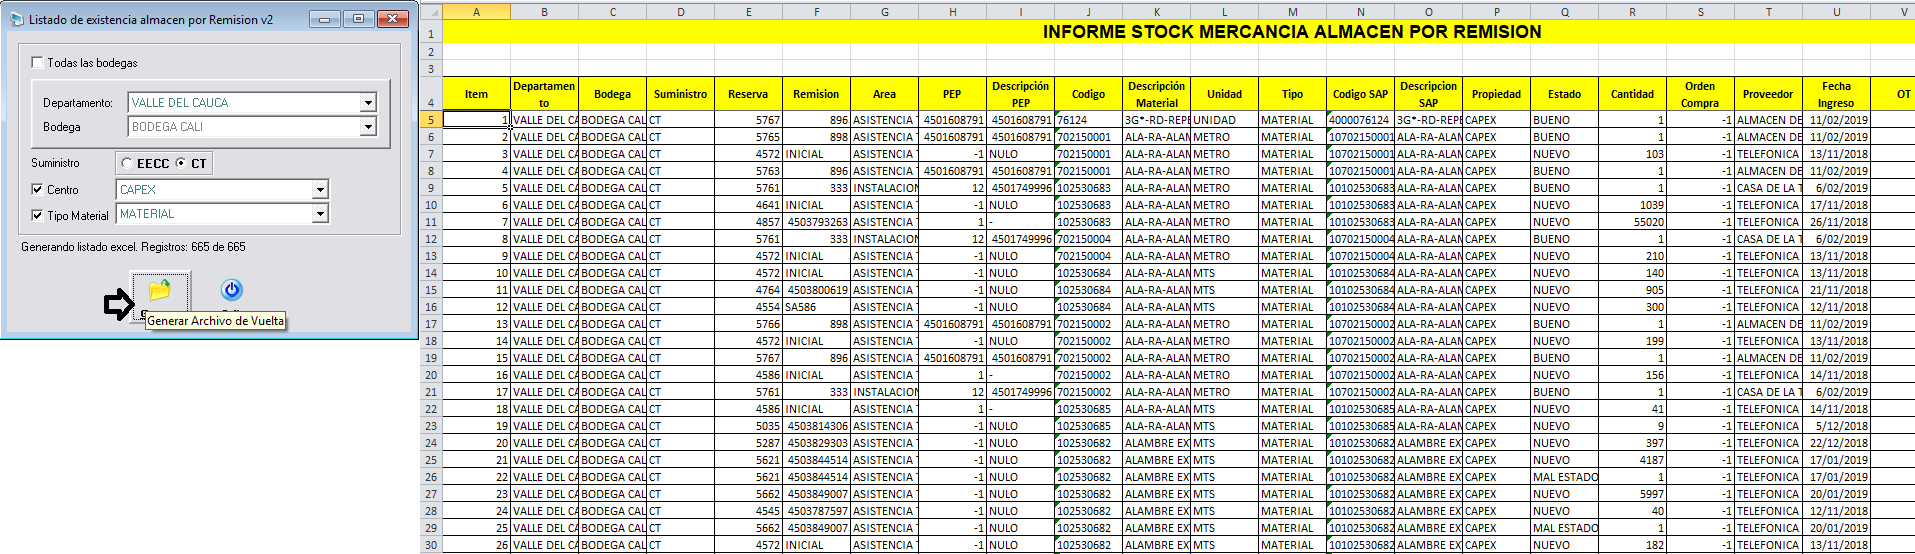 Listado de existencia almacen por Remision v2
Todas las bodegas
Departamento: VALLE DEL CAUCA
Bodega BODEGA CALI
Suministro EECC CT
Centro CAPEX
Tipo Material MATERIAL
Generando listado excel. Registros: 665 de 665
Generar Archivo de Vuelta
A B C D E F G H I J K L M N O P Q R S T U V
1 INFORME STOCK MERCANCIA ALMACEN POR REMISION
2
3
4 Item Departamento Bodega Suministro Reserva Remision Area PEP Descripción PEP Codigo Descripción Material Unidad Tipo Codigo SAP Descripcion SAP Propiedad Estado Cantidad Orden Compra Proveedor Fecha Ingreso OT
5 1 VALLE DEL CA BODEGA CAL CT 5767 896 ASISTENCIA T 4501608791 4501608791 76124 3G*-RD-REPE UNIDAD MATERIAL 4000076124 3G*-RD-REPE CAPEX BUENO 1 -1 ALMACEN DE 11/02/2019
6 2 VALLE DEL CA BODEGA CAL CT 5765 898 ASISTENCIA T 4501608791 4501608791 702150001 ALA-RA-ALAM METRO MATERIAL 10702150001 ALA-RA-ALAM CAPEX BUENO 1 -1 ALMACEN DE 11/02/2019
7 3 VALLE DEL CA BODEGA CAL CT 4572 INICIAL ASISTENCIA T -1 NULO 702150001 ALA-RA-ALAM METRO MATERIAL 10702150001 ALA-RA-ALAM CAPEX NUEVO 103 -1 TELEFONICA 13/11/2018
8 4 VALLE DEL CA BODEGA CAL CT 5763 896 ASISTENCIA T 4501608791 4501608791 702150001 ALA-RA-ALAM METRO MATERIAL 10702150001 ALA-RA-ALAM CAPEX BUENO 1 -1 ALMACEN DE 11/02/2019
9 5 VALLE DEL CA BODEGA CAL CT 5761 333 INSTALACION 12 4501749996 102530683 ALA-RA-ALAM METRO MATERIAL 10102530683 ALA-RA-ALAM CAPEX BUENO 1 -1 CASA DE LA T 6/02/2019
10 6 VALLE DEL CA BODEGA CAL CT 4641 INICIAL ASISTENCIA T -1 NULO 102530683 ALA-RA-ALAM METRO MATERIAL 10102530683 ALA-RA-ALAM CAPEX NUEVO 1039 -1 TELEFONICA 17/11/2018
11 7 VALLE DEL CA BODEGA CAL CT 4857 4503793263 ASISTENCIA T 1 - 102530683 ALA-RA-ALAM METRO MATERIAL 10102530683 ALA-RA-ALAM CAPEX NUEVO 55020 -1 TELEFONICA 26/11/2018
12 8 VALLE DEL CA BODEGA CAL CT 5761 333 INSTALACION 12 4501749996 702150004 ALA-RA-ALAM METRO MATERIAL 10702150004 ALA-RA-ALAM CAPEX BUENO 1 -1 CASA DE LA T 6/02/2019
13 9 VALLE DEL CA BODEGA CAL CT 4572 INICIAL ASISTENCIA T -1 NULO 702150004 ALA-RA-ALAM METRO MATERIAL 10702150004 ALA-RA-ALAM CAPEX NUEVO 210 -1 TELEFONICA 13/11/2018
14 10 VALLE DEL CA BODEGA CAL CT 4572 INICIAL ASISTENCIA T -1 NULO 102530684 ALA-RA-ALAM MTS MATERIAL 10102530684 ALA-RA-ALAM CAPEX NUEVO 140 -1 TELEFONICA 13/11/2018
15 11 VALLE DEL CA BODEGA CAL CT 4764 4503800619 ASISTENCIA T -1 NULO 102530684 ALA-RA-ALAM MTS MATERIAL 10102530684 ALA-RA-ALAM CAPEX NUEVO 905 -1 TELEFONICA 21/11/2018
16 12 VALLE DEL CA BODEGA CAL CT 4554 SA586 ASISTENCIA T -1 NULO 102530684 ALA-RA-ALAM MTS MATERIAL 10102530684 ALA-RA-ALAM CAPEX NUEVO 300 -1 TELEFONICA 12/11/2018
17 13 VALLE DEL CA BODEGA CAL CT 5766 898 ASISTENCIA T 4501608791 4501608791 702150002 ALA-RA-ALAM METRO MATERIAL 10702150002 ALA-RA-ALAM CAPEX BUENO 1 -1 ALMACEN DE 11/02/2019
18 14 VALLE DEL CA BODEGA CAL CT 4572 INICIAL ASISTENCIA T -1 NULO 702150002 ALA-RA-ALAM METRO MATERIAL 10702150002 ALA-RA-ALAM CAPEX NUEVO 199 -1 TELEFONICA 13/11/2018
19 15 VALLE DEL CA BODEGA CAL CT 5767 896 ASISTENCIA T 4501608791 4501608791 702150002 ALA-RA-ALAM METRO MATERIAL 10702150002 ALA-RA-ALAM CAPEX BUENO 1 -1 ALMACEN DE 11/02/2019
20 16 VALLE DEL CA BODEGA CAL CT 4586 INICIAL ASISTENCIA T 1 - 702150002 ALA-RA-ALAM METRO MATERIAL 10702150002 ALA-RA-ALAM CAPEX NUEVO 156 -1 TELEFONICA 14/11/2018
21 17 VALLE DEL CA BODEGA CAL CT 5761 333 INSTALACION 12 4501749996 702150002 ALA-RA-ALAM METRO MATERIAL 10702150002 ALA-RA-ALAM CAPEX BUENO 1 -1 CASA DE LA T 6/02/2019
22 18 VALLE DEL CA BODEGA CAL CT 4586 INICIAL ASISTENCIA T 1 - 102530685 ALA-RA-ALAM MTS MATERIAL 10102530685 ALA-RA-ALAM CAPEX NUEVO 41 -1 TELEFONICA 14/11/2018
23 19 VALLE DEL CA BODEGA CAL CT 5035 4503814306 ASISTENCIA T -1 NULO 102530685 ALA-RA-ALAM MTS MATERIAL 10102530685 ALA-RA-ALAM CAPEX NUEVO 9 -1 TELEFONICA 5/12/2018
24 20 VALLE DEL CA BODEGA CAL CT 5287 4503829303 ASISTENCIA T -1 NULO 102530682 ALAMBRE EX MTS MATERIAL 10102530682 ALAMBRE EX CAPEX NUEVO 397 -1 TELEFONICA 22/12/2018
25 21 VALLE DEL CA BODEGA CAL CT 5621 4503844514 ASISTENCIA T -1 NULO 102530682 ALAMBRE EX MTS MATERIAL 10102530682 ALAMBRE EX CAPEX NUEVO 4187 -1 TELEFONICA 17/01/2019
26 22 VALLE DEL CA BODEGA CAL CT 5621 4503844514 ASISTENCIA T -1 NULO 102530682 ALAMBRE EX MTS MATERIAL 10102530682 ALAMBRE EX CAPEX MAL ESTADO 1 -1 TELEFONICA 17/01/2019
27 23 VALLE DEL CA BODEGA CAL CT 5662 4503849007 ASISTENCIA T -1 NULO 102530682 ALAMBRE EX MTS MATERIAL 10102530682 ALAMBRE EX CAPEX NUEVO 5997 -1 TELEFONICA 20/01/2019
28 24 VALLE DEL CA BODEGA CAL CT 4545 4503787597 ASISTENCIA T -1 NULO 102530682 ALAMBRE EX MTS MATERIAL 10102530682 ALAMBRE EX CAPEX NUEVO 40 -1 TELEFONICA 12/11/2018
29 25 VALLE DEL CA BODEGA CAL CT 5662 4503849007 ASISTENCIA T -1 NULO 102530682 ALAMBRE EX MTS MATERIAL 10102530682 ALAMBRE EX CAPEX MAL ESTADO 1 -1 TELEFONICA 20/01/2019
30 26 VALLE DEL CA BODEGA CAL CT 4572 INICIAL ASISTENCIA T -1 NULO 102530682 ALAMBRE EX MTS MATERIAL 10102530682 ALAMBRE EX CAPEX NUEVO 182 -1 TELEFONICA 13/11/2018